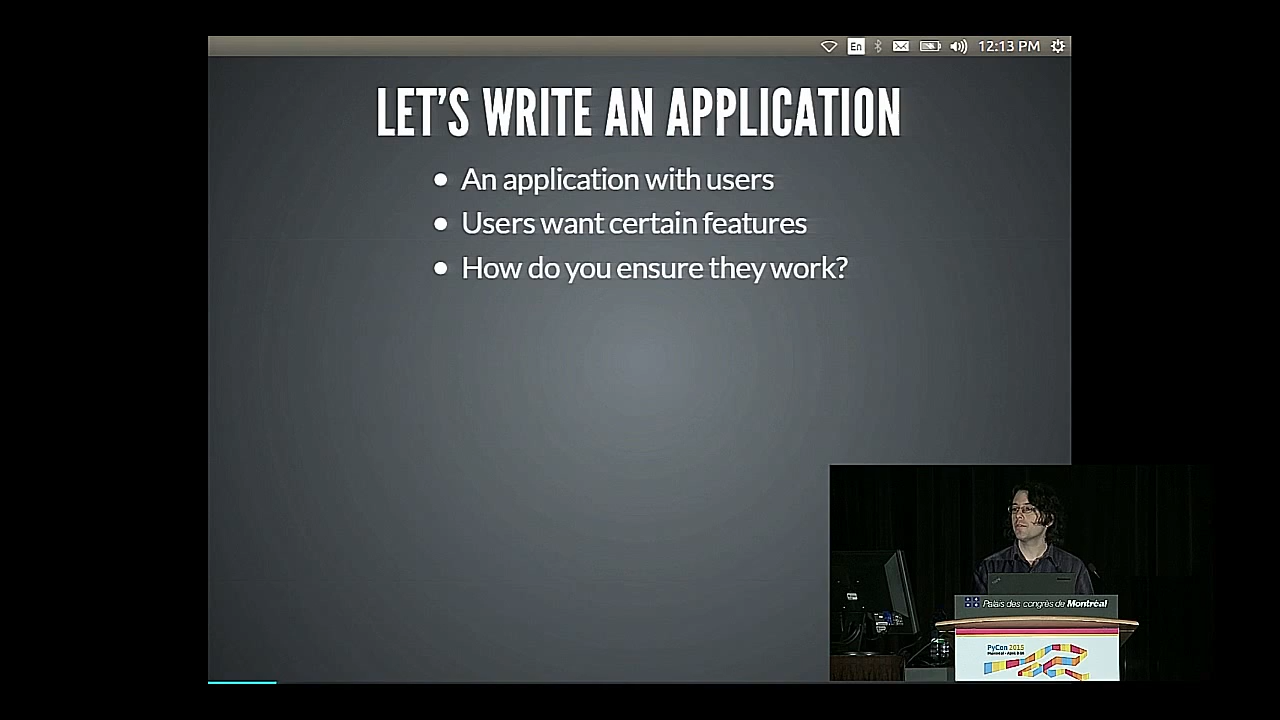 En
12:13 PM
LET'S WRITE AN APPLICATION
An application with users
Users want certain features
How do you ensure they work?
Palais des congrès de Montréal
PyCon 2015